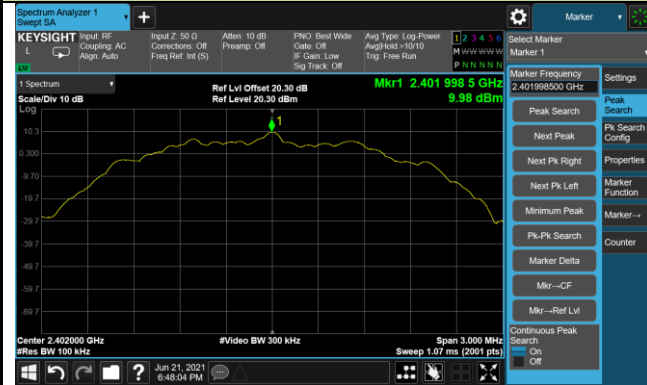 Spectrum Analyzer 1
Swept SA
Marker
KEYSIGHT
L
Input: RF
Coupling: AC
Align: Auto
Input Z: 50 Ω
Corrections: Off
Freq Ref: Int (S)
Atten: 10 dB
Preamp: Off
PNO: Best Wide
Gate: Off
IF Gain: Low
Sig Track: Off
Avg Type: Log-Power
Avg|Hold:>10/10
Trig: Free Run
1 2 3 4 5 6
M W W W W W
P N N N N N
Select Marker
Marker 1
1 Spectrum
Scale/Div 10 dB
Log
Ref Lvl Offset 20.30 dB
Ref Level 20.30 dBm
Mkr1 2.401 998 5 GHz
9.98 dBm
1
10.3
0.300
-9.70
-19.7
-29.7
-39.7
-49.7
-59.7
-69.7
Center 2.402000 GHz
#Res BW 100 kHz
#Video BW 300 kHz
Span 3.000 MHz
Sweep 1.07 ms (2001 pts)
Marker Frequency
2.401998500 GHz
Peak Search
Next Peak
Next Pk Right
Next Pk Left
Minimum Peak
Pk-Pk Search
Marker Delta
Mkr→CF
Mkr→Ref Lvl
Continuous Peak
Search
On
Off
Settings
Peak
Search
Pk Search
Config
Properties
Marker
Function
Marker→
Counter
Jun 21, 2021
6:48:04 PM